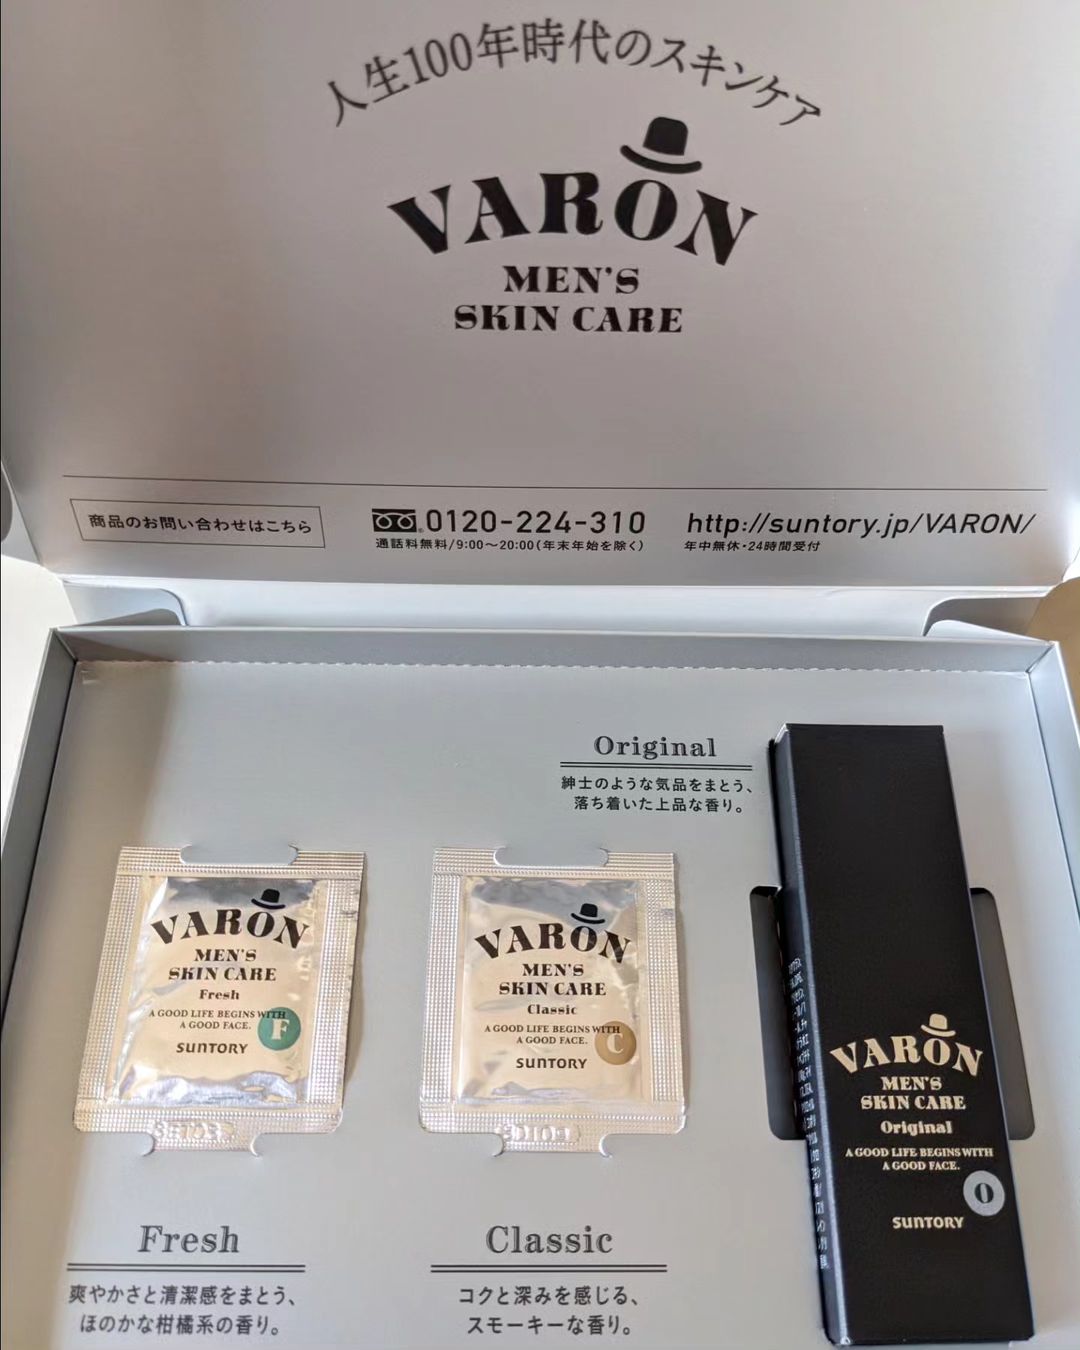 人生100年時代のスキンケア
VARON
MEN'S
SKIN CARE
商品のお問い合わせはこちら
0120-224-310
通話料無料/9:00～20:00(年末年始を除く)
http://suntory.jp/VARON/
年中無休・24時間受付
Original
紳士のような気品をまとう、
落ち着いた上品な香り。
VARON
MEN'S
SKIN CARE
Fresh
A GOOD LIFE BEGINS WITH
A GOOD FACE.
F
SUNTORY
VARON
MEN'S
SKIN CARE
Classic
A GOOD LIFE BEGINS WITH
A GOOD FACE.
C
SUNTORY
VARON
MEN'S
SKIN CARE
Original
A GOOD LIFE BEGINS WITH
A GOOD FACE.
O
SUNTORY
Fresh
爽やかさと清潔感をまとう、
ほのかな柑橘系の香り。
Classic
コクと深みを感じる、
スモーキーな香り。